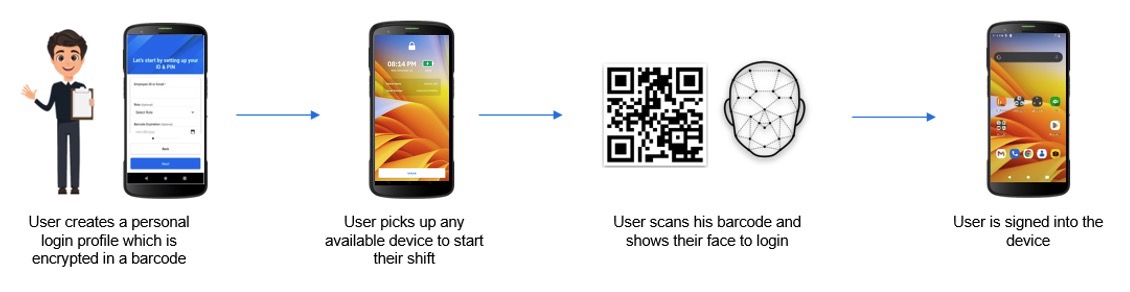 Let's start by setting up your
ID & PIN
Employee ID or Email *
Role (Optional)
Select Role
Barcode Expiration (Optional)
Back
Next
08:14 PM
Unlock
User creates a personal
login profile which is
encrypted in a barcode
User picks up any
available device to start
their shift
User scans his barcode and
shows their face to login
User is signed into the
device